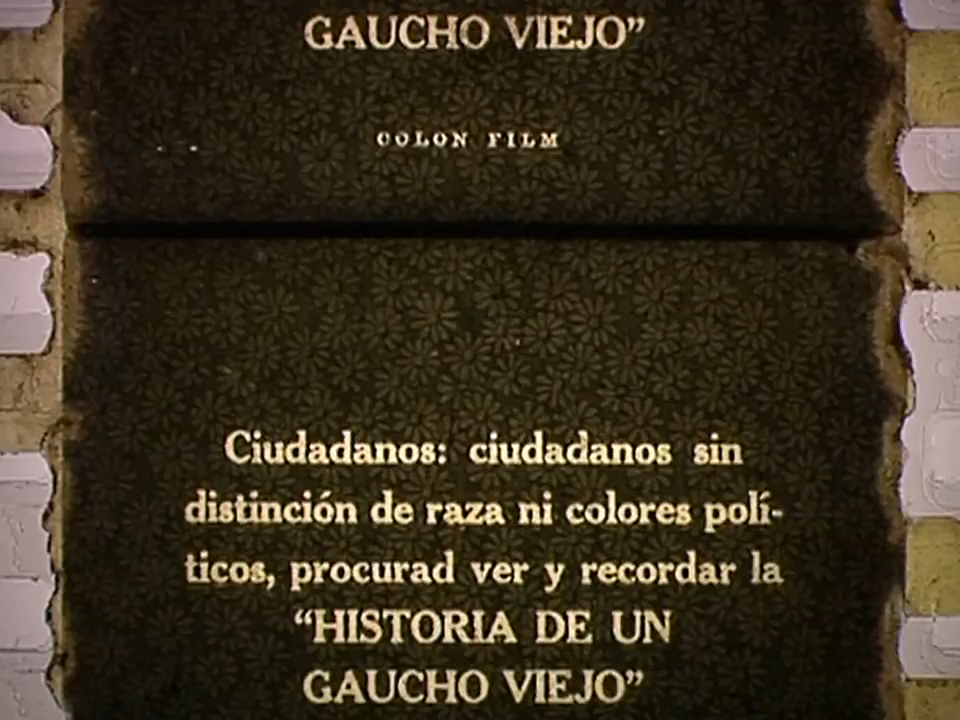 GAUCHO VIEJO”
COLON FILM
Ciudadanos: ciudadanos sin
distinción de raza ni colores polí-
ticos, procurad ver y recordar la
“HISTORIA DE UN
GAUCHO VIEJO”